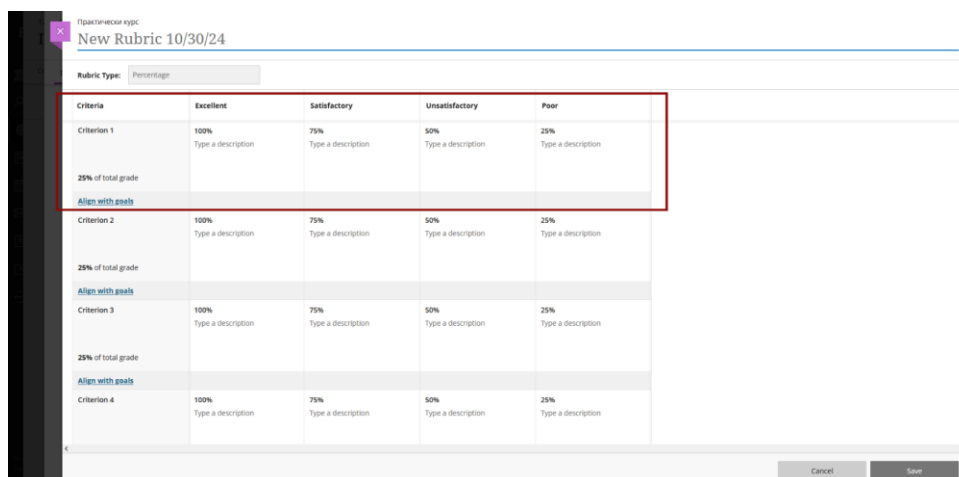 Практически курс
New Rubric 10/30/24
Rubric Type: Percentage
Criteria Excellent Satisfactory Unsatisfactory Poor
Criterion 1 100% 75% 50% 25%
Type a description Type a description Type a description Type a description
25% of total grade
Align with goals
Criterion 2 100% 75% 50% 25%
Type a description Type a description Type a description Type a description
25% of total grade
Align with goals
Criterion 3 100% 75% 50% 25%
Type a description Type a description Type a description Type a description
25% of total grade
Align with goals
Criterion 4 100% 75% 50% 25%
Type a description Type a description Type a description Type a description
Cancel Save